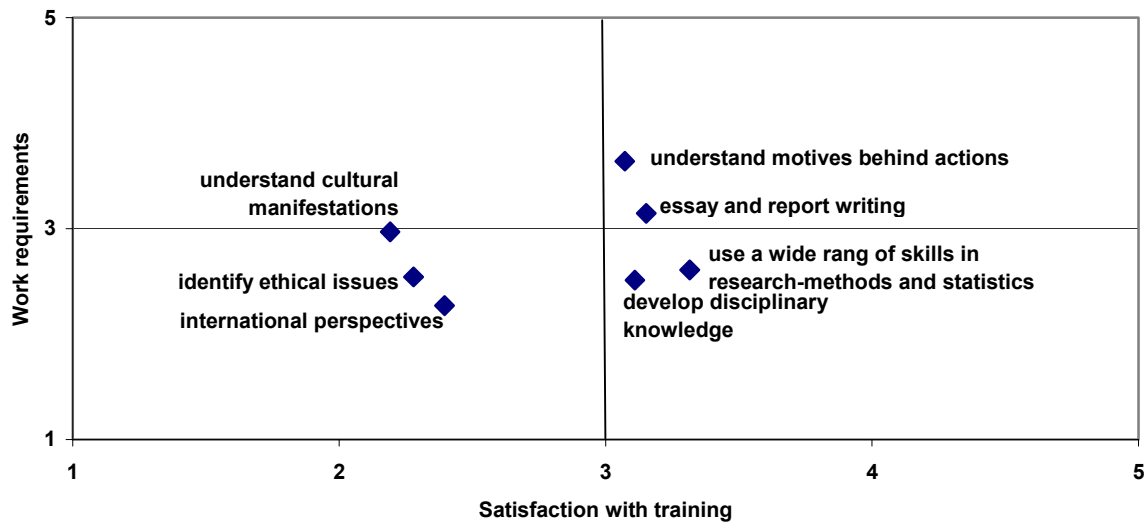 5
understand motives behind actions
understand cultural
manifestations
essay and report writing
3
use a wide rang of skills in
research-methods and statistics
identify ethical issues
develop disciplinary
knowledge
international perspectives
1
1
2
3
4
5
Work requirements
Satisfaction with training